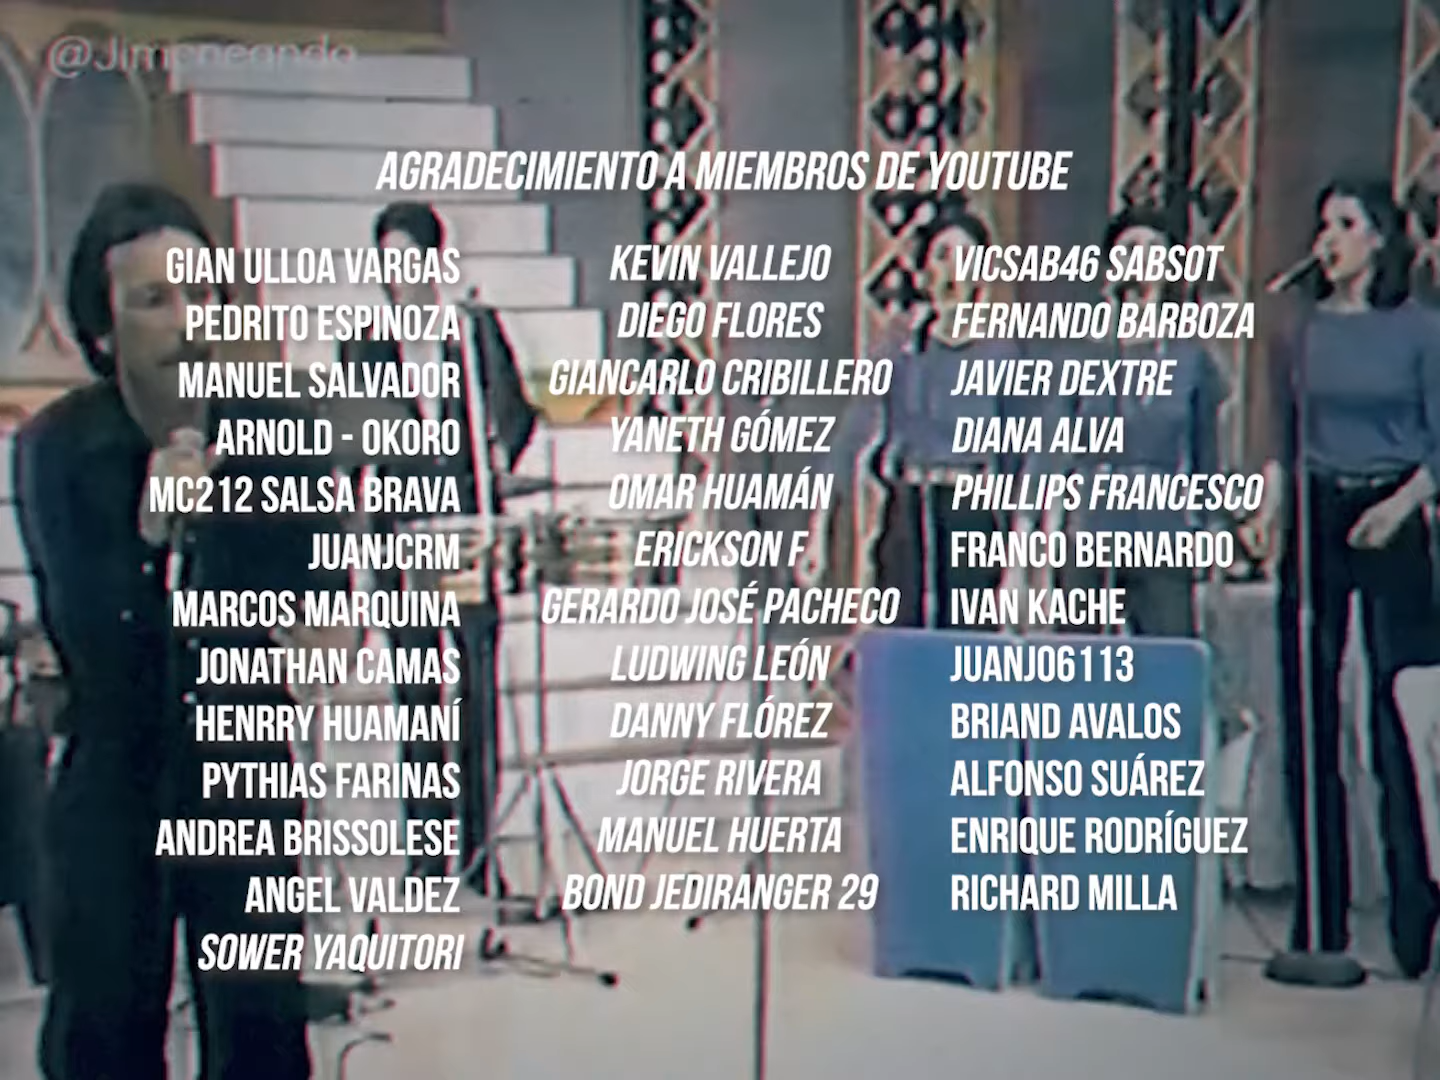 @Jimeneando
AGRADECIMIENTO A MIEMBROS DE YOUTUBE
GIAN ULLOA VARGAS
PEDRITO ESPINOZA
MANUEL SALVADOR
ARNOLD - OKORO
MC212 SALSA BRAVA
JUANJCRM
MARCOS MARQUINA
JONATHAN CAMAS
HENRRY HUAMANÍ
PYTHIAS FARINAS
ANDREA BRISSOLESE
ANGEL VALDEZ
SOWER YAQUITORI
KEVIN VALLEJO
DIEGO FLORES
GIANCARLO CRIBILLERO
YANETH GÓMEZ
OMAR HUAMÁN
ERICKSON F.
GERARDO JOSÉ PACHECO
LUDWING LEÓN
DANNY FLÓREZ
JORGE RIVERA
MANUEL HUERTA
BOND JEDIRANGER 29
VICSAB46 SABSOT
FERNANDO BARBOZA
JAVIER DEXTRE
DIANA ALVA
PHILLIPS FRANCESCO
FRANCO BERNARDO
IVAN KACHE
JUANJO6113
BRIAND AVALOS
ALFONSO SUÁREZ
ENRIQUE RODRÍGUEZ
RICHARD MILLA